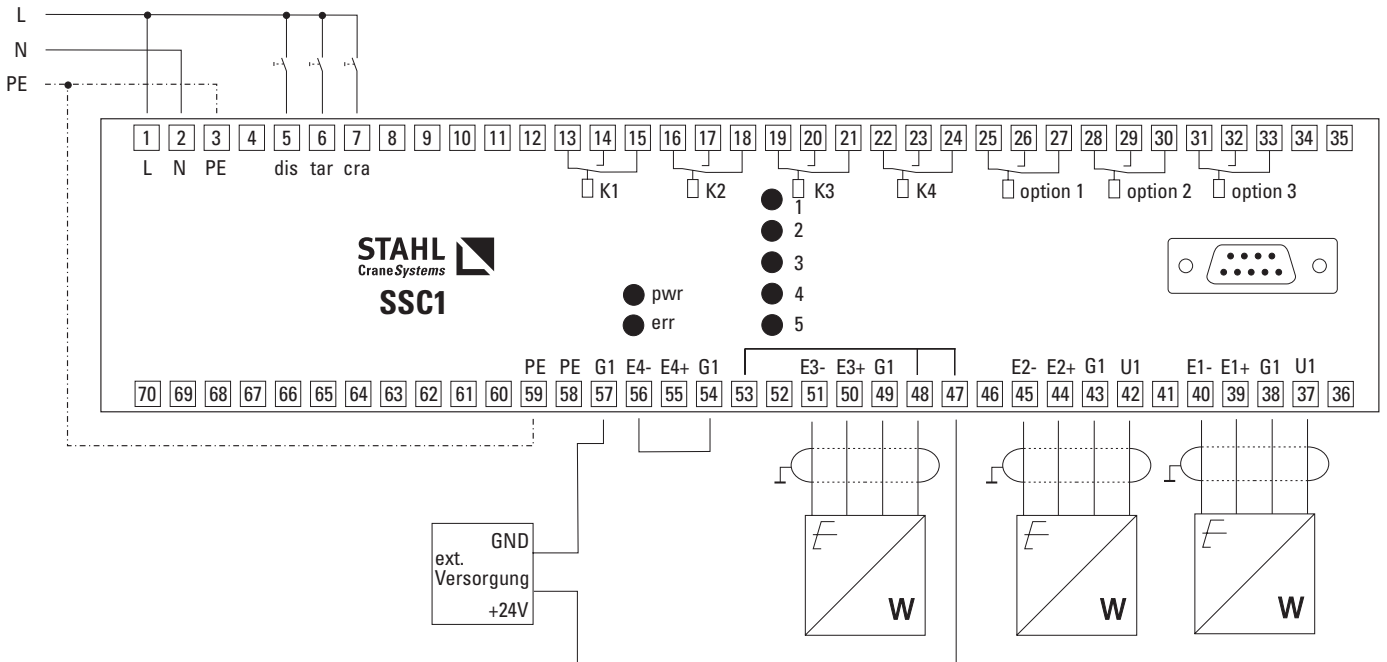 L
N
PE
1 2 3 4 5 6 7 8 9 10 11 12 13 14 15 16 17 18 19 20 21 22 23 24 25 26 27 28 29 30 31 32 33 34 35
L N PE dis tar cra
K1 K2 K3 K4 option 1 option 2 option 3
1
2
3
4
5
STAHL
CraneSystems
SSC1
pwr
err
PE PE G1 E4- E4+ G1 E3- E3+ G1 E2- E2+ G1 U1 E1- E1+ G1 U1
70 69 68 67 66 65 64 63 62 61 60 59 58 57 56 55 54 53 52 51 50 49 48 47 46 45 44 43 42 41 40 39 38 37 36
GND
ext.
Versorgung
+24V
F W
F W
F W